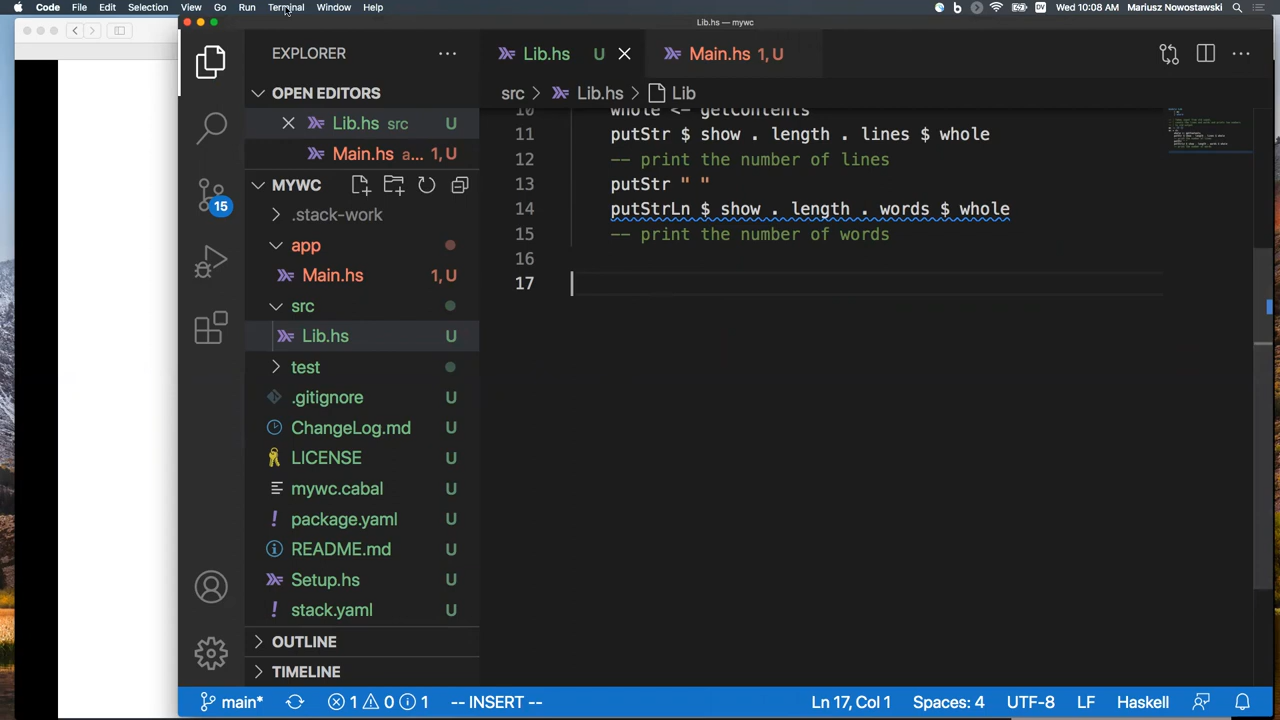 Code File Edit Selection View Go Run Terminal Window Help DV Wed 10:08 AM Mariusz Nowostawski
Lib.hs — mywc
EXPLORER
Lib.hs U
Main.hs 1, U
OPEN EDITORS
src > Lib.hs > Lib
Lib.hs src U
10 whole <- getContents
Main.hs a... 1, U
11 putStr $ show . length . lines $ whole
12 -- print the number of lines
MYWC
13 putStr " "
15
.stack-work
14 putStrLn $ show . length . words $ whole
app
15 -- print the number of words
Main.hs 1, U
16
src
17
Lib.hs U
test
.gitignore U
ChangeLog.md U
LICENSE U
mywc.cabal U
package.yaml U
README.md U
Setup.hs U
stack.yaml U
OUTLINE
TIMELINE
main* 1 0 1 -- INSERT -- Ln 17, Col 1 Spaces: 4 UTF-8 LF Haskell